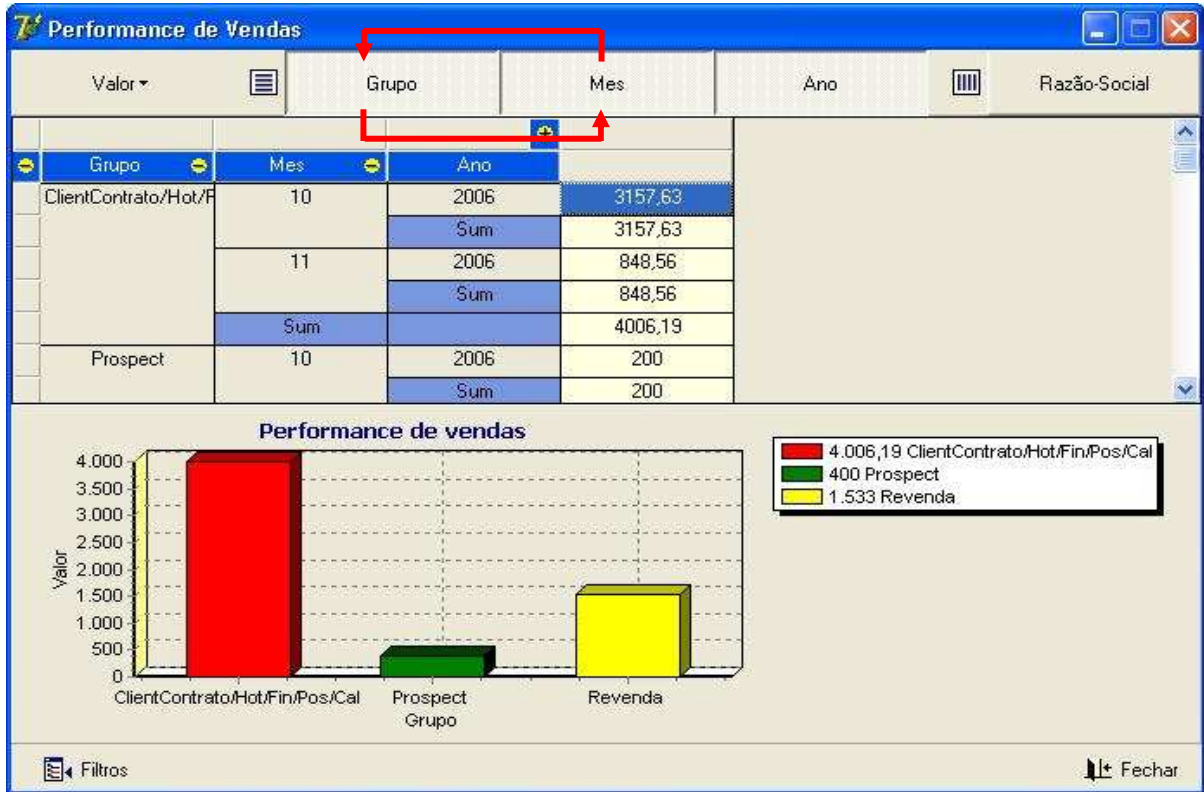 Performance de Vendas
Valor Grupo Mes Ano Razão-Social
Grupo Mes Ano
ClientContrato/Hot/F 10 2006 3157,63
Sum 3157,63
11 2006 848,56
Sum 848,56
Sum 4006,19
Prospect 10 2006 200
Sum 200
Performance de vendas
4.006,19 ClientContrato/Hot/Fin/Pos/Cal
400 Prospect
1.533 Revenda
Valor
4.000
3.500
3.000
2.500
2.000
1.500
1.000
500
0
ClientContrato/Hot/Fin/Pos/Cal Prospect Revenda
Grupo
Filtros Fechar